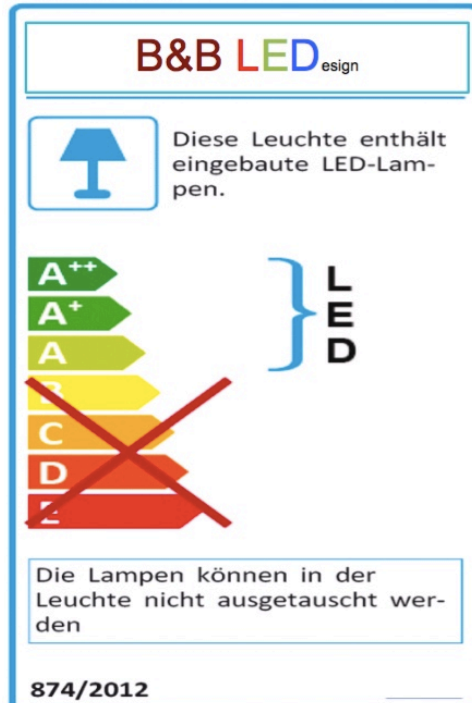 B&B LEDesign
Diese Leuchte enthält
eingebaute LED-Lam-
pen.
A++
A+
A
B
C
D
E
L
E
D
Die Lampen können in der
Leuchte nicht ausgetauscht wer-
den
874/2012